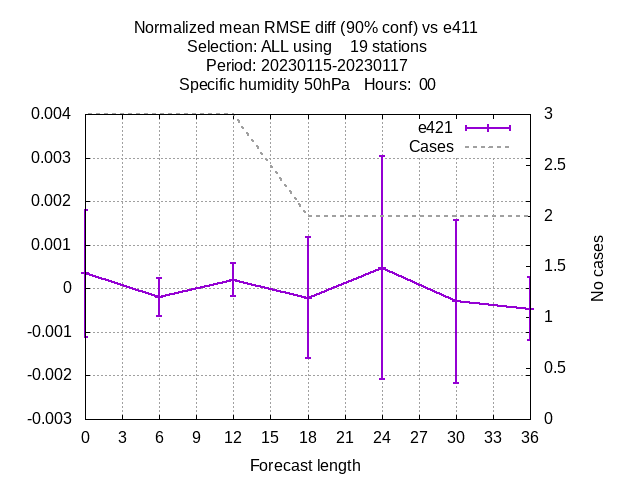 Normalized mean RMSE diff (90% conf) vs e411
Selection: ALL using    19 stations
Period: 20230115-20230117
Specific humidity 50hPa   Hours:  00
e421
Cases
0.004
0.003
0.002
0.001
0
-0.001
-0.002
-0.003
3
2.5
2
1.5
1
0.5
0
No cases
0 3 6 9 12 15 18 21 24 27 30 33 36
Forecast length